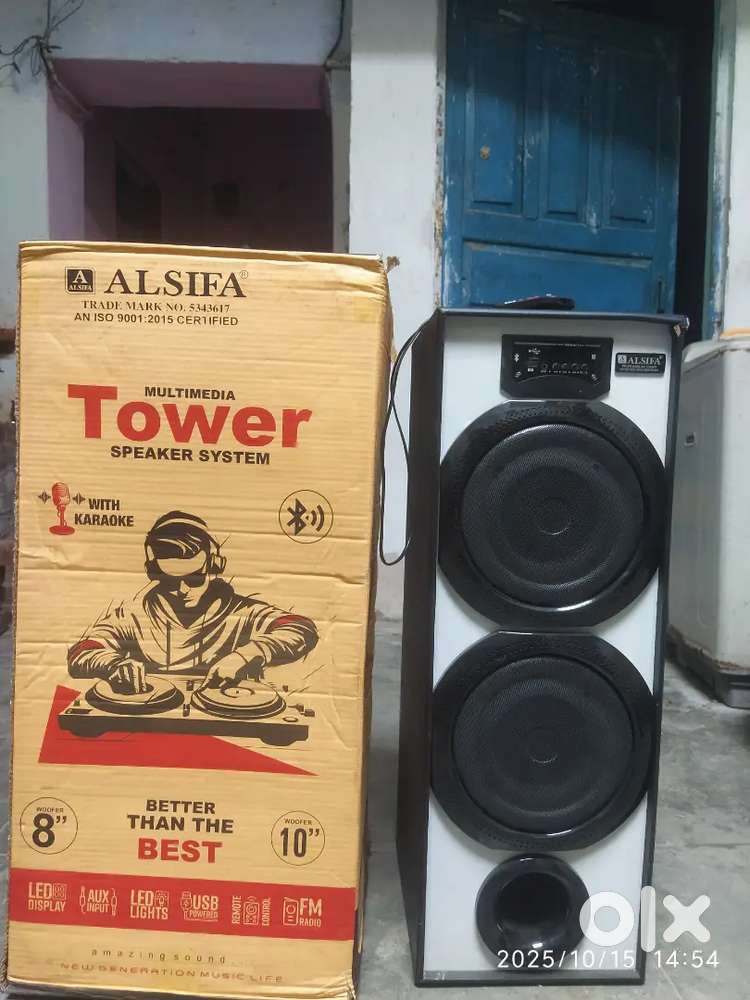 A ALSIFA
ALSIFA®
TRADE MARK NO. 5343617
AN ISO 9001:2015 CERTIFIED
MULTIMEDIA
Tower
SPEAKER SYSTEM
WITH
KARAOKE
WOOFER
8”
BETTER
THAN THE
BEST
WOOFER
10”
LED
DISPLAY
AUX
INPUT
LED
LIGHTS
USB
POWERED
REMOTE
CONTROL
FM
RADIO
amazing sound
NEW GENERATION MUSIC LIFE
ALSIFA
olx
2025/10/15 14:54